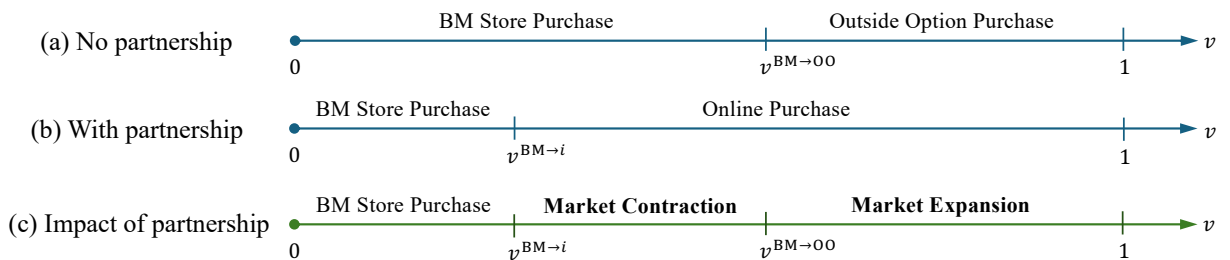 BM Store Purchase Outside Option Purchase
(a) No partnership v
0 v^BM→OO 1
BM Store Purchase Online Purchase
(b) With partnership v
0 v^BM→i 1
BM Store Purchase Market Contraction Market Expansion
(c) Impact of partnership v
0 v^BM→i v^BM→OO 1